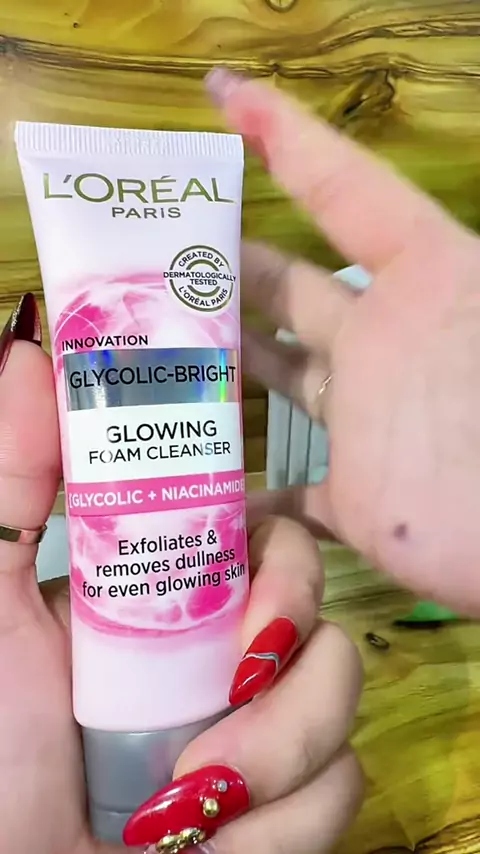 L'ORÉAL
PARIS
CREATED BY
DERMATOLOGICALLY
TESTED
L'ORÉAL PARIS
INNOVATION
GLYCOLIC-BRIGHT
GLOWING
FOAM CLEANSER
[GLYCOLIC + NIACINAMIDE
Exfoliates &
removes dullness
for even glowing skin